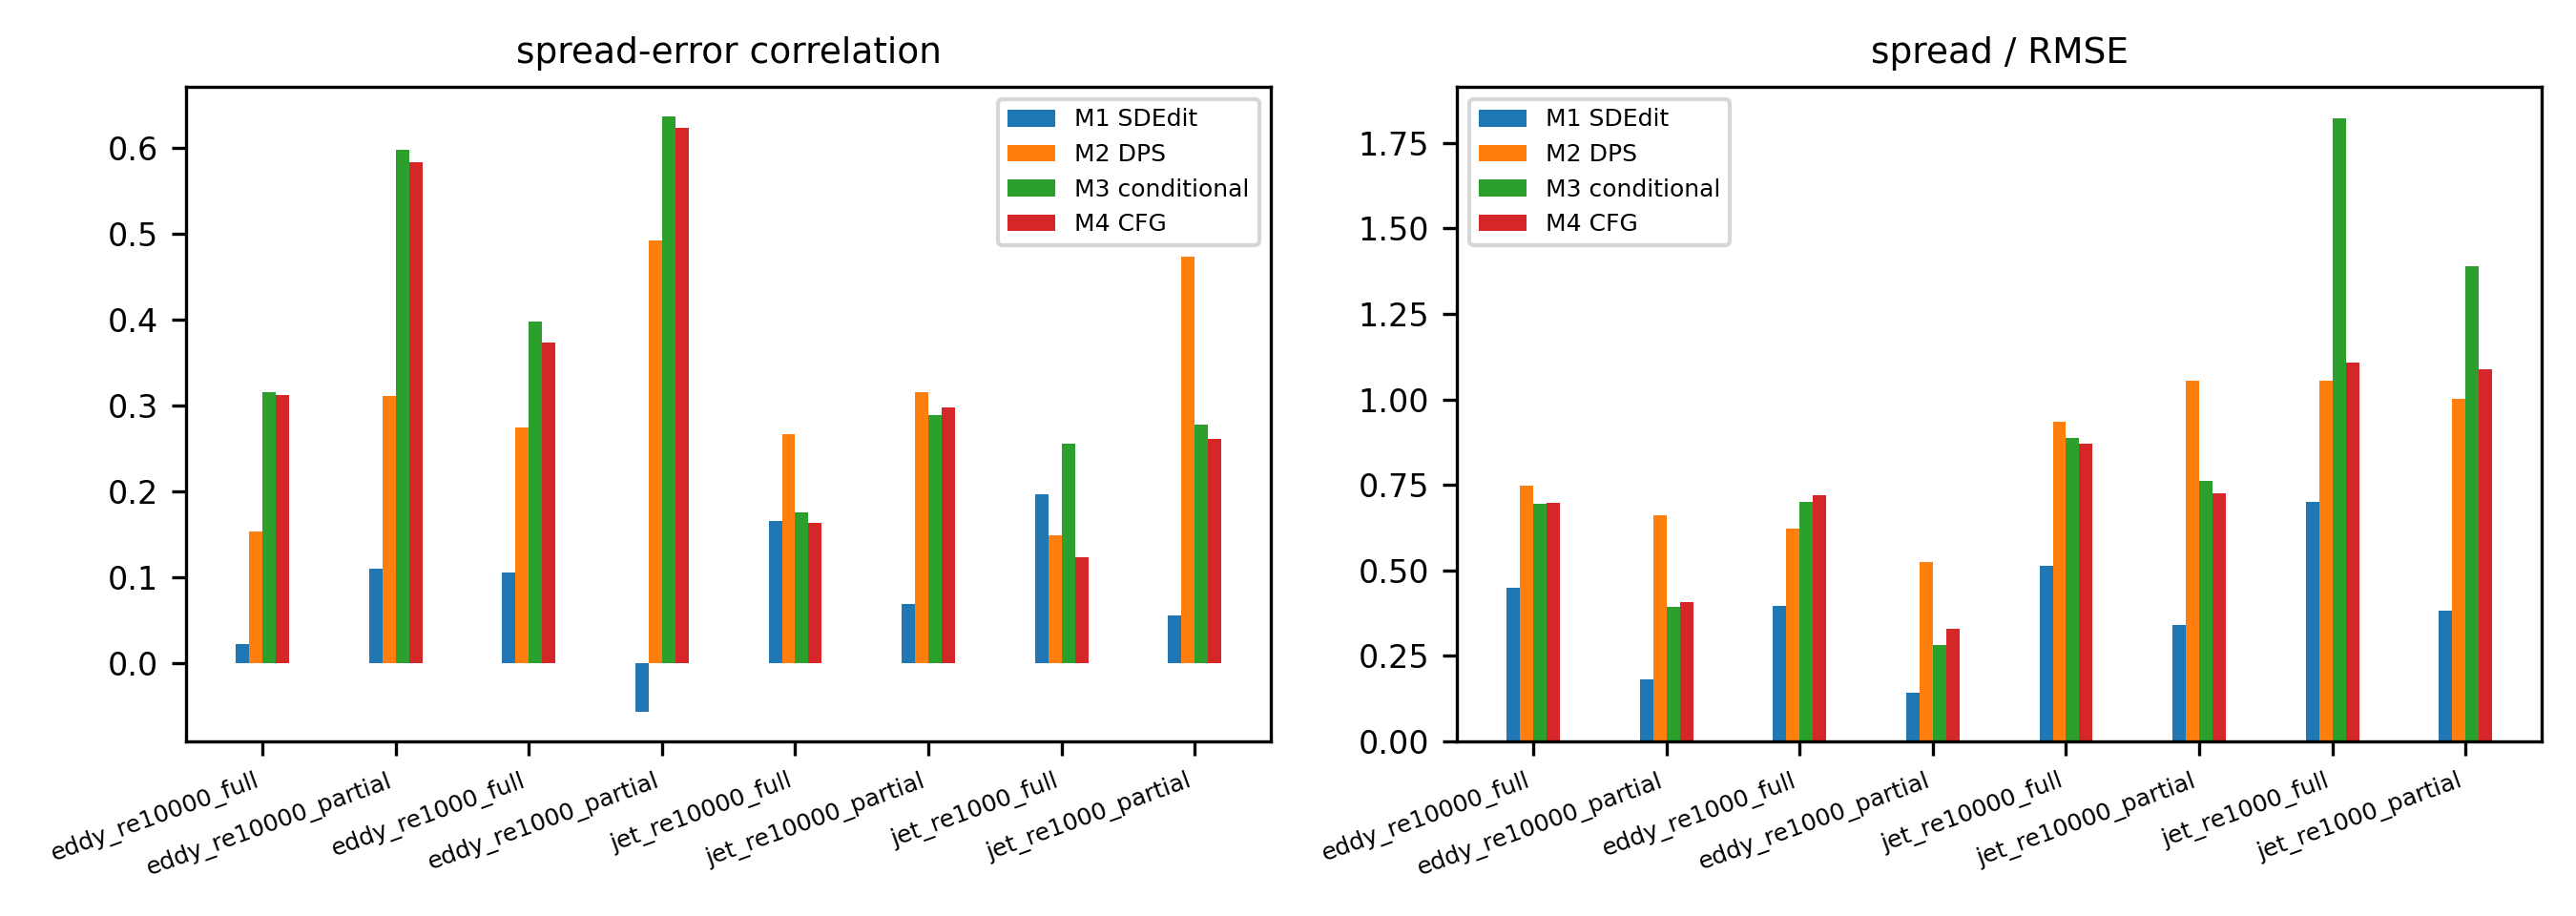 spread-error correlation
0.6
0.5
0.4
0.3
0.2
0.1
0.0
M1 SDEdit
M2 DPS
M3 conditional
M4 CFG
eddy_re10000_full
eddy_re10000_partial
eddy_re1000_full
eddy_re1000_partial
jet_re10000_full
jet_re10000_partial
jet_re1000_full
jet_re1000_partial
spread / RMSE
1.75
1.50
1.25
1.00
0.75
0.50
0.25
0.00
M1 SDEdit
M2 DPS
M3 conditional
M4 CFG
eddy_re10000_full
eddy_re10000_partial
eddy_re1000_full
eddy_re1000_partial
jet_re10000_full
jet_re10000_partial
jet_re1000_full
jet_re1000_partial